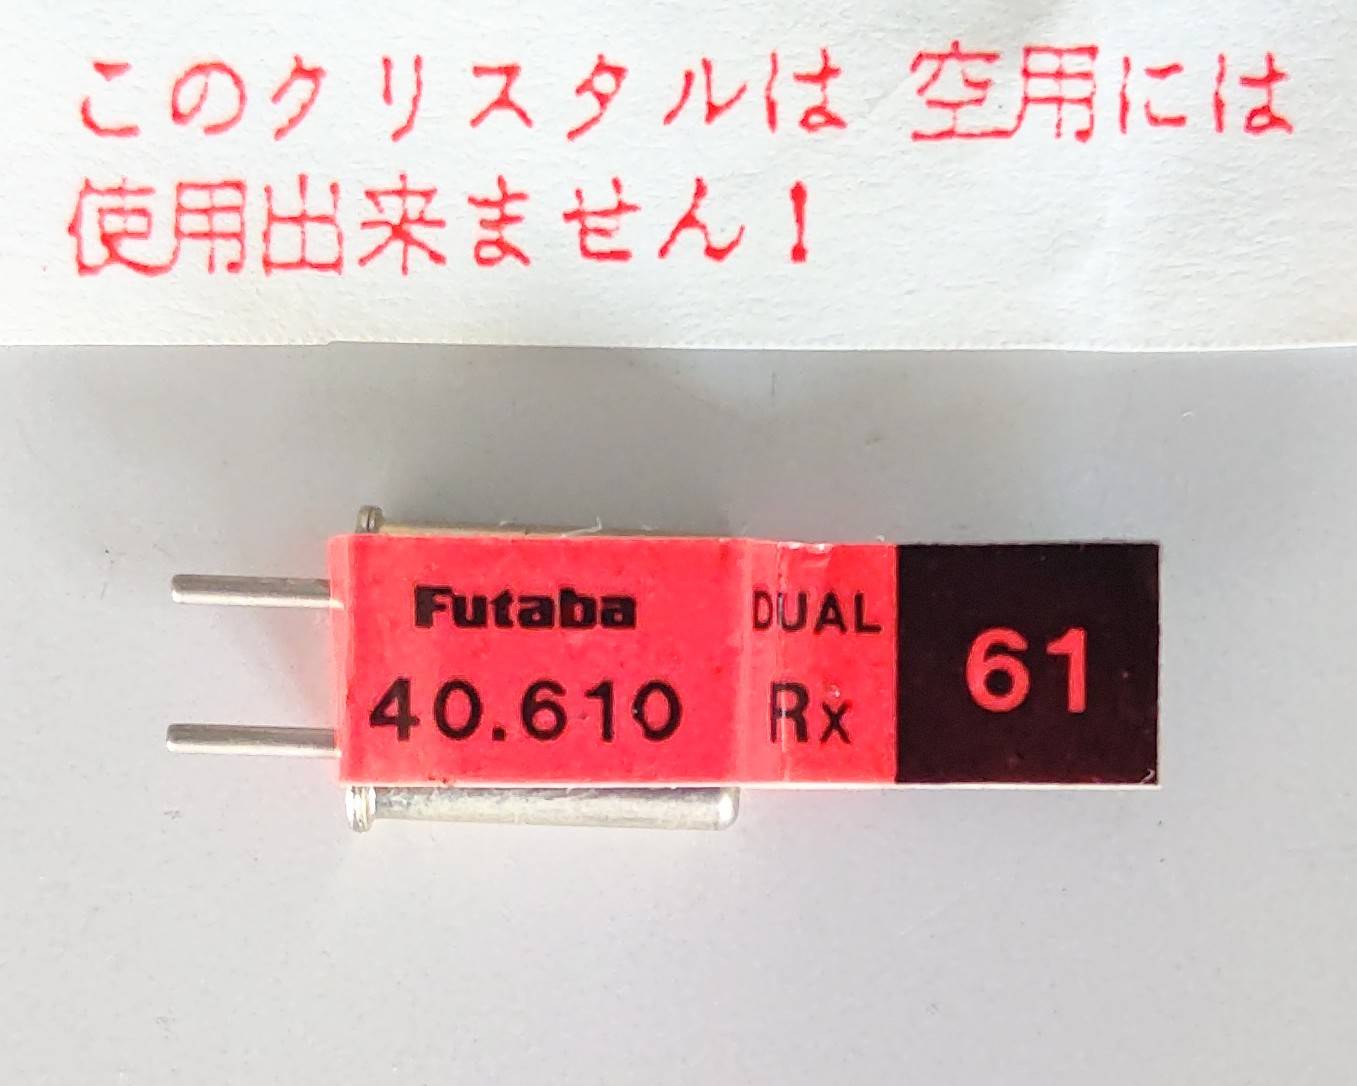 このクリスタルは 空用には
使用出来ません!
Futaba
40.610
DUAL
Rx
61